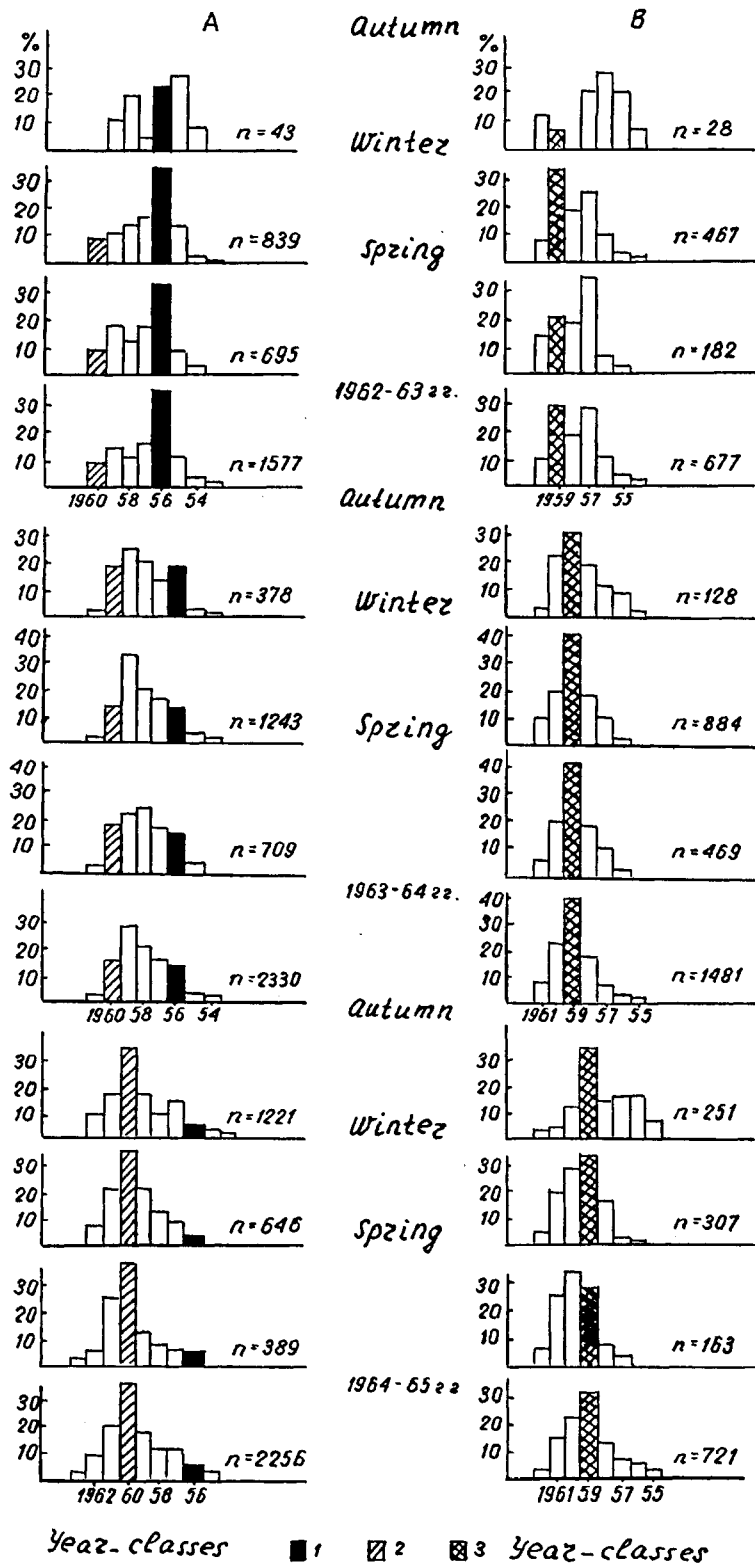 A Autumn B
%
30
20
10
n=43
%
30
20
10
n=28
Winter
30
20
10
n=839
30
20
10
n=467
Spring
30
20
10
n=695
30
20
10
n=182
1962-63 гг.
30
20
10
n=1577
1960 58 56 54
30
20
10
n=677
1959 57 55
Autumn
30
20
10
n=378
30
20
10
n=128
Winter
40
30
20
10
n=1243
40
30
20
10
n=884
Spring
40
30
20
10
n=709
40
30
20
10
n=469
1963-64 гг.
30
20
10
n=2330
1960 58 56 54
40
30
20
10
n=1481
1961 59 57 55
Autumn
30
20
10
n=1221
30
20
10
n=251
Winter
30
20
10
n=646
30
20
10
n=307
Spring
30
20
10
n=389
30
20
10
n=163
1964-65 гг
30
20
10
n=2256
1962 60 58 56
30
20
10
n=721
1961 59 57 55
Year-classes 1 2 3 Year-classes